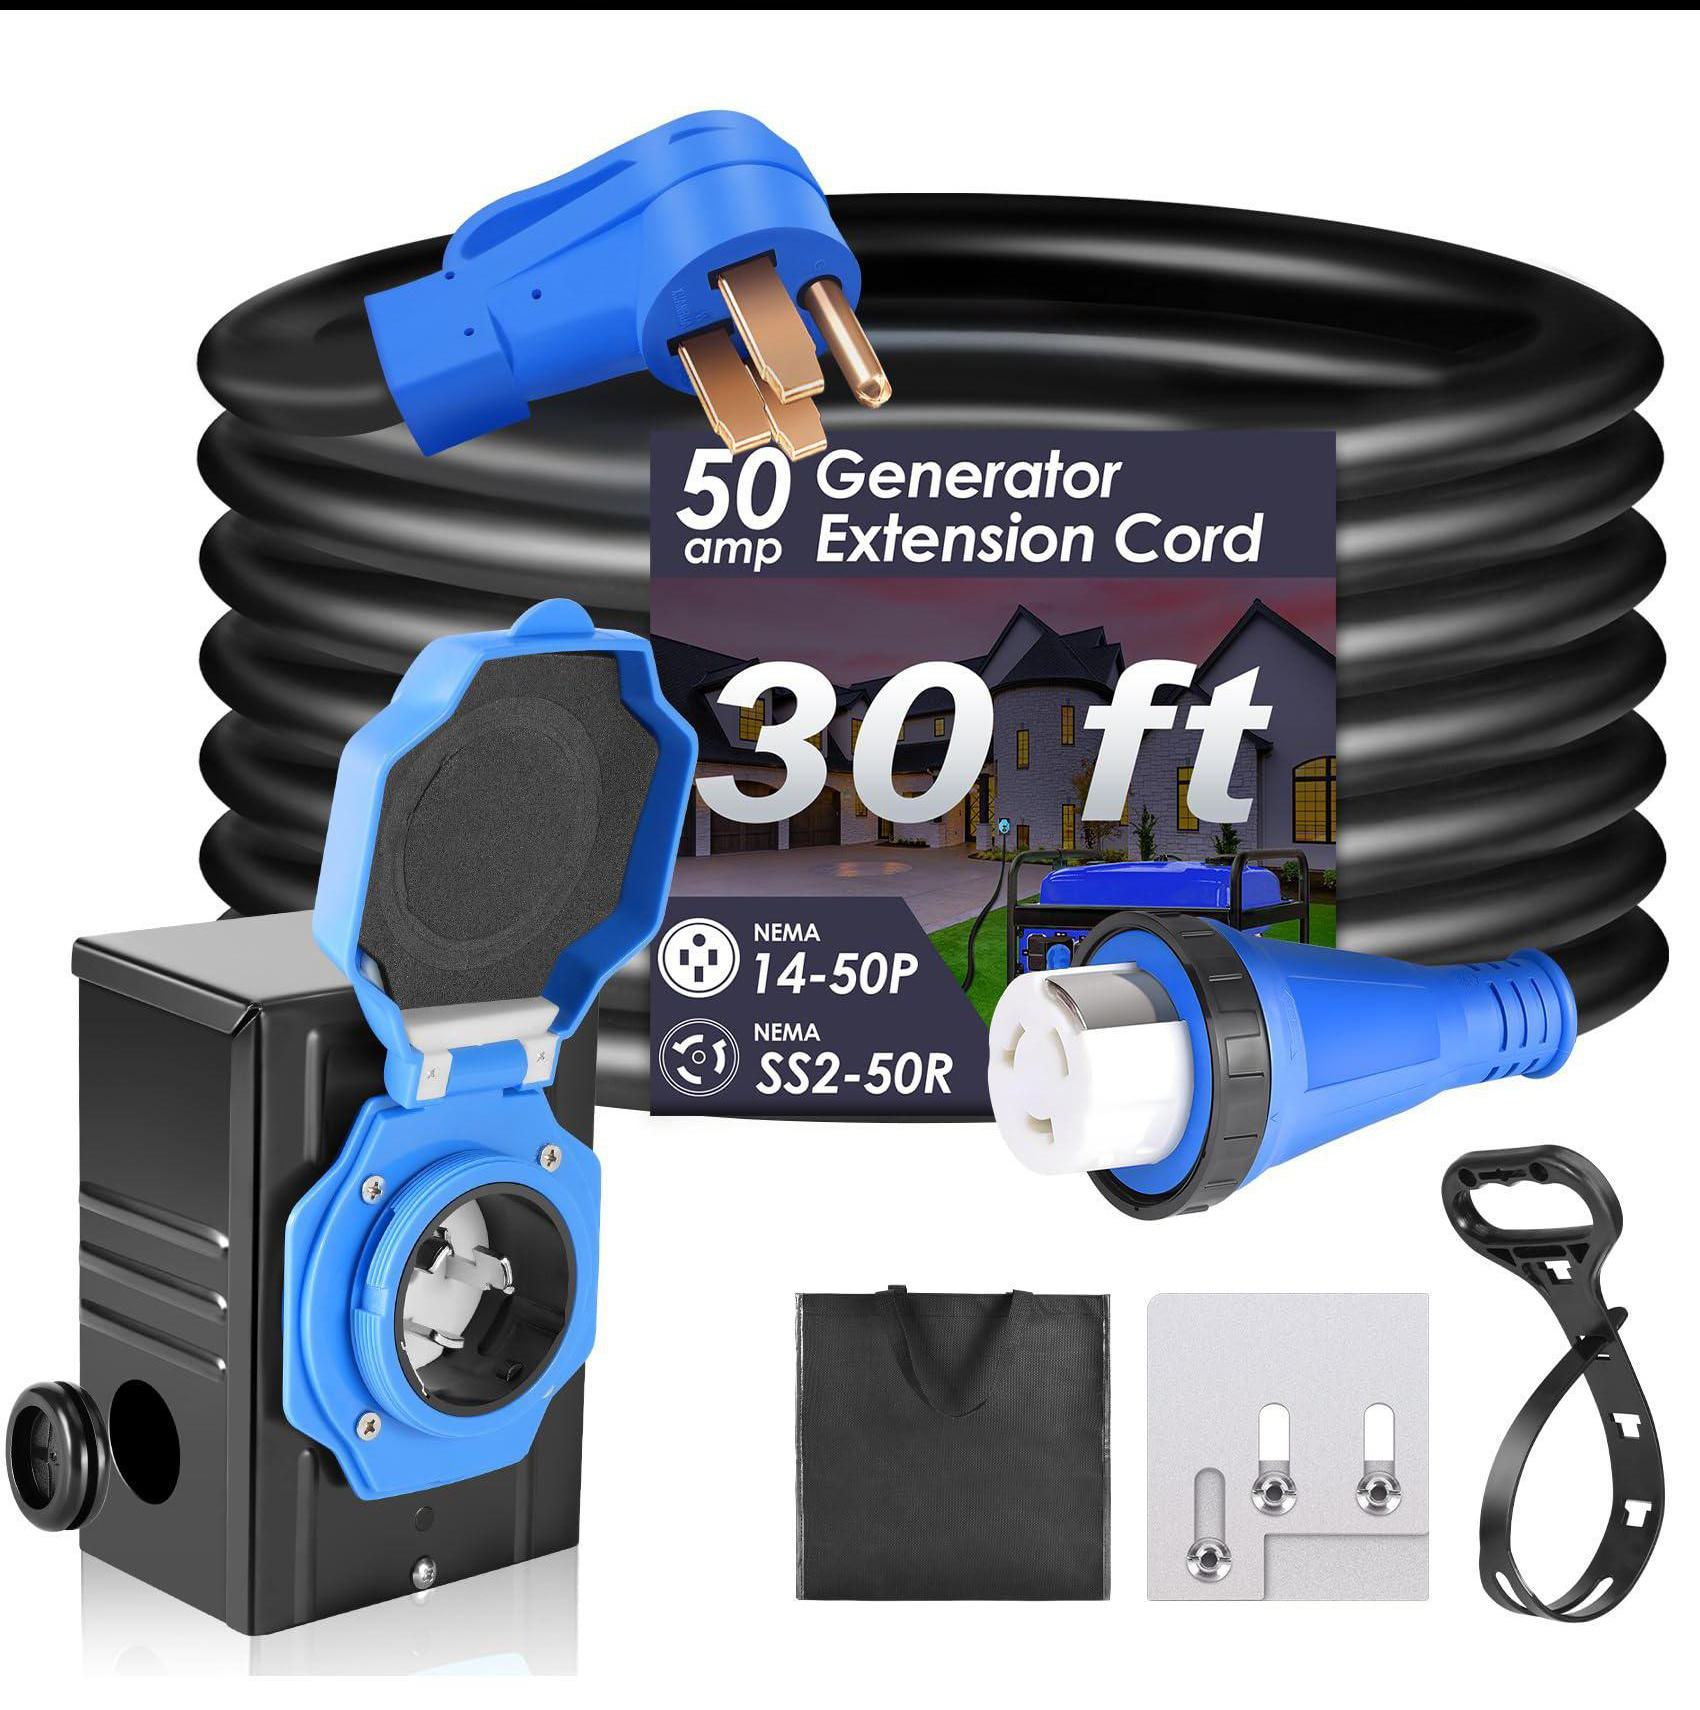 50
amp
Generator
Extension Cord
30 ft
NEMA
14-50P
NEMA
SS2-50R